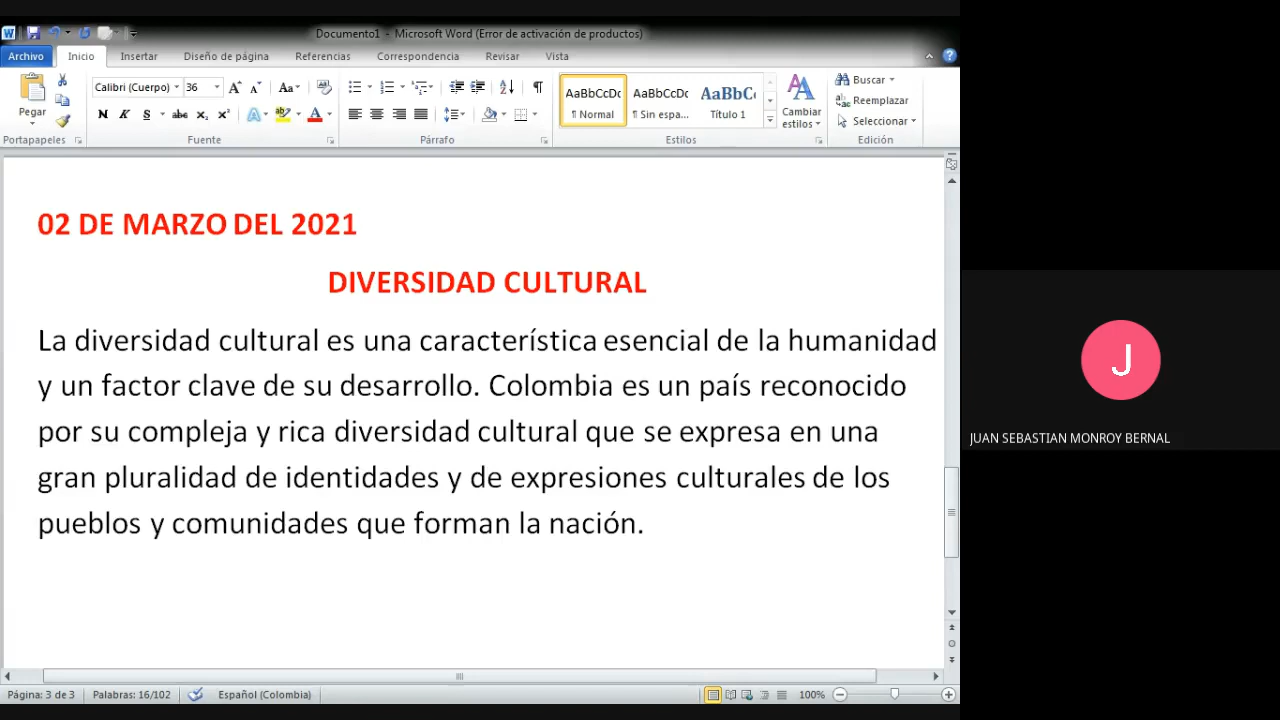 Documento1 - Microsoft Word (Error de activación de productos)
Archivo Inicio Insertar Diseño de página Referencias Correspondencia Revisar Vista
Pegar
Calibri (Cuerpo) 36
AaBbCcDc AaBbCcDc AaBbC
¶ Normal ¶ Sin espa... Título 1
Cambiar estilos
Buscar
Reemplazar
Seleccionar
Portapapeles Fuente Párrafo Estilos Edición
02 DE MARZO DEL 2021
DIVERSIDAD CULTURAL
La diversidad cultural es una característica esencial de la humanidad
y un factor clave de su desarrollo. Colombia es un país reconocido
por su compleja y rica diversidad cultural que se expresa en una
gran pluralidad de identidades y de expresiones culturales de los
pueblos y comunidades que forman la nación.
J
JUAN SEBASTIAN MONROY BERNAL
Página: 3 de 3 Palabras: 16/102 Español (Colombia) 100%